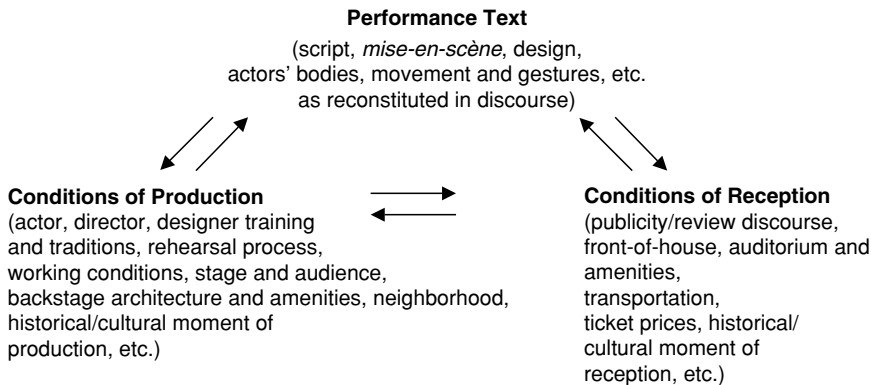 Performance Text
(script, mise-en-scène, design,
actors’ bodies, movement and gestures, etc.
as reconstituted in discourse)
Conditions of Production
(actor, director, designer training
and traditions, rehearsal process,
working conditions, stage and audience,
backstage architecture and amenities, neighborhood,
historical/cultural moment of
production, etc.)
Conditions of Reception
(publicity/review discourse,
front-of-house, auditorium and
amenities,
transportation,
ticket prices, historical/
cultural moment of
reception, etc.)